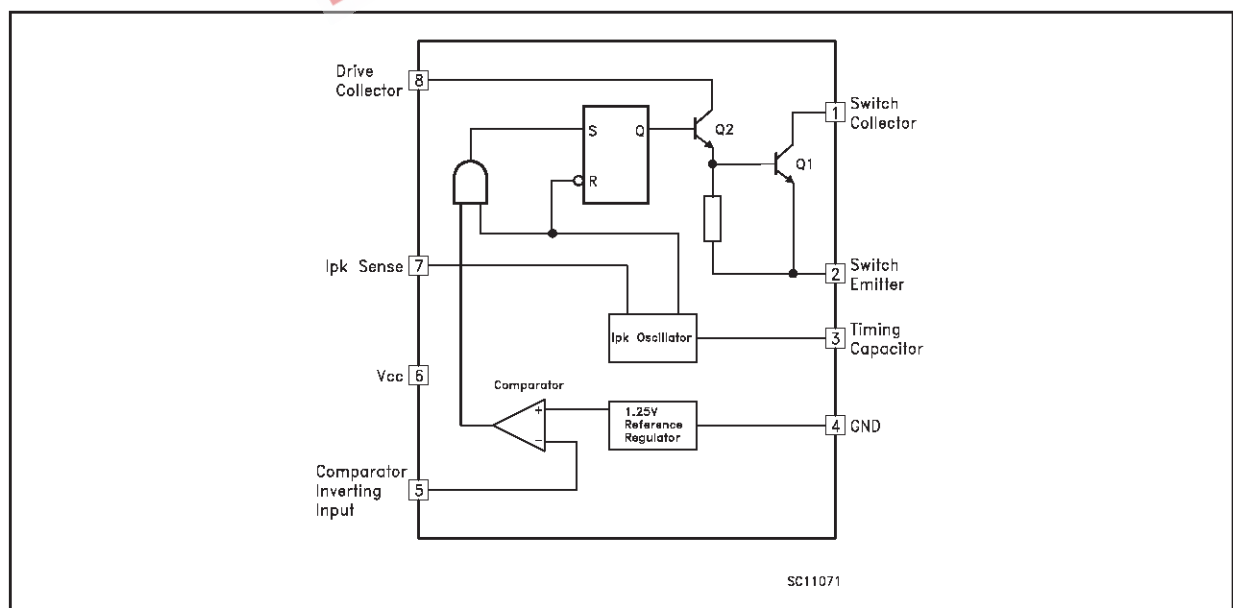 Drive
Collector
8
1
Switch
Collector
S
Q
Q2
Q1
R
Ipk Sense
7
2
Switch
Emitter
Ipk Oscillator
3
Timing
Capacitor
Vcc
6
Comparator
+
−
1.25V
Reference
Regulator
4
GND
Comparator
Inverting
Input
5
SC11071